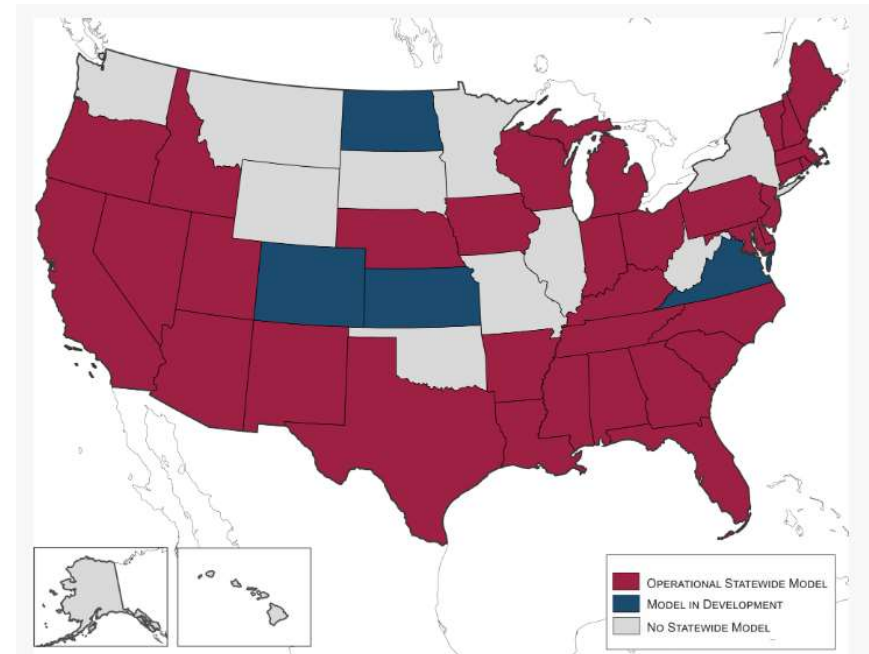 OPERATIONAL STATEWIDE MODEL
MODEL IN DEVELOPMENT
NO STATEWIDE MODEL